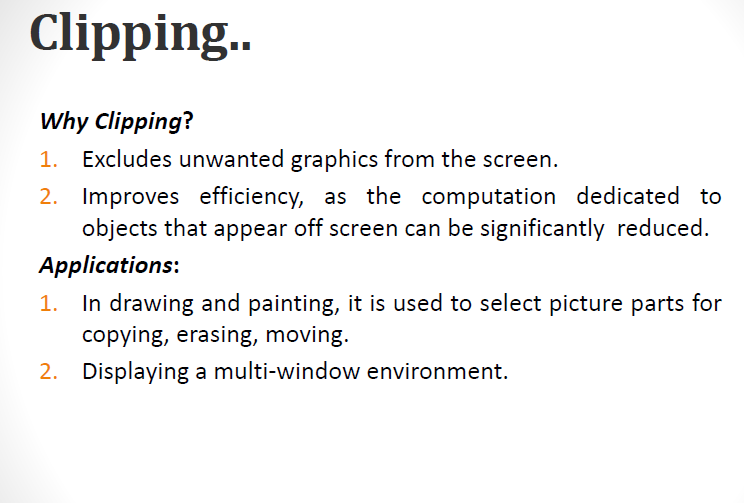 Clipping..
Why Clipping?
1. Excludes unwanted graphics from the screen.
2. Improves efficiency, as the computation dedicated to
objects that appear off screen can be significantly reduced.
Applications:
1. In drawing and painting, it is used to select picture parts for
copying, erasing, moving.
2. Displaying a multi-window environment.